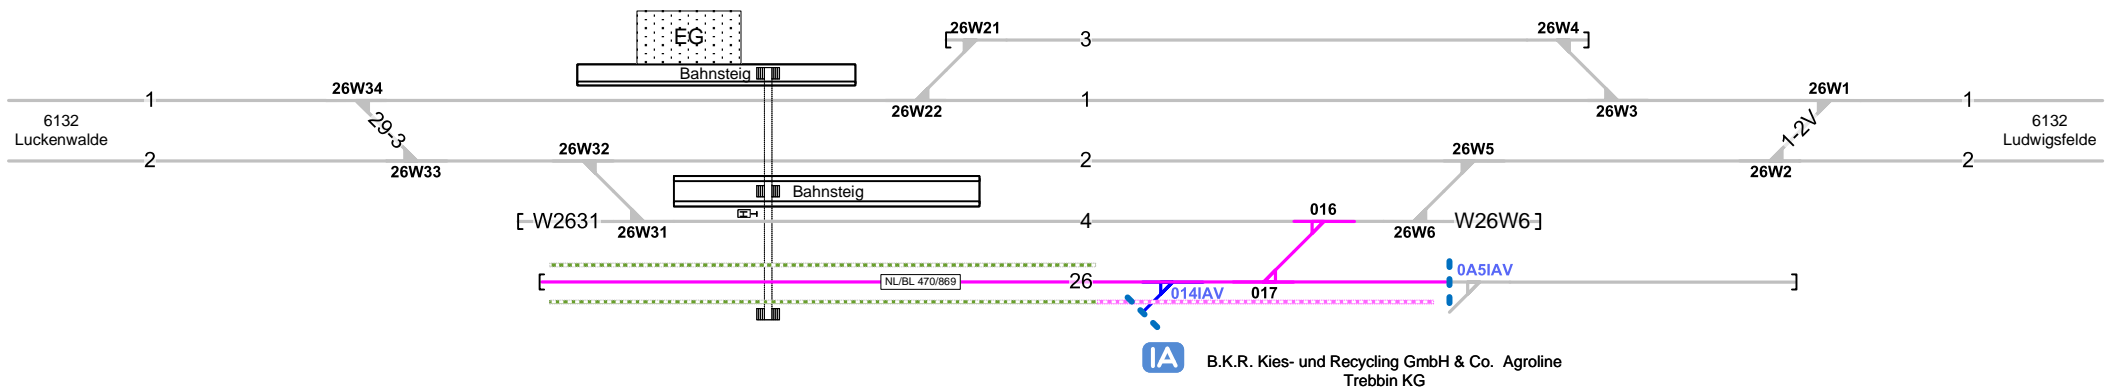 EG
26W21
3
26W4
Bahnsteig
26W34
26W1
1
1
1
26W22
26W3
6132
Luckenwalde
29-3
1-2V
6132
Ludwigsfelde
26W32
26W5
2
2
2
26W33
26W2
Bahnsteig
016
W2631
4
W26W6
26W31
26W6
0A5IAV
NL/BL 470/869
26
014IAV
017
IA
B.K.R. Kies- und Recycling GmbH & Co. Agroline
Trebbin KG